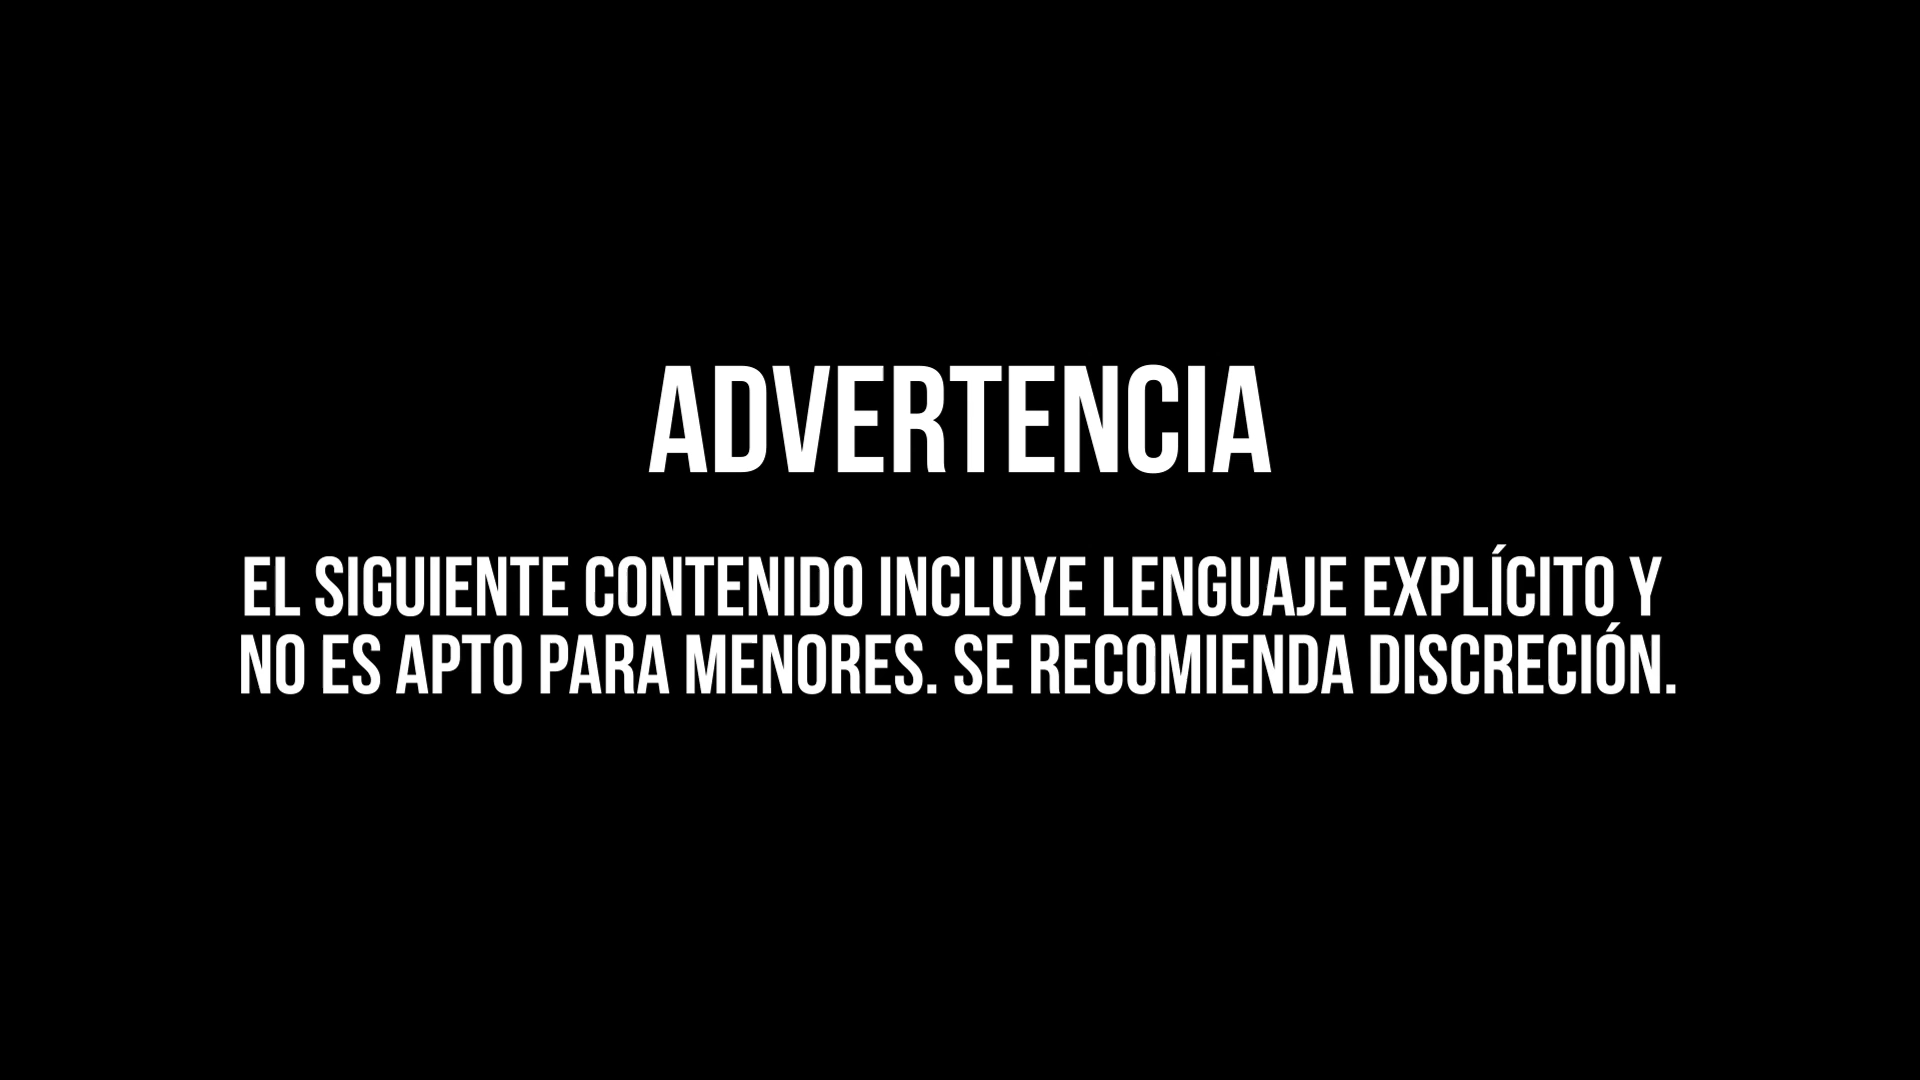 ADVERTENCIA
EL SIGUIENTE CONTENIDO INCLUYE LENGUAJE EXPLÍCITO Y
NO ES APTO PARA MENORES. SE RECOMIENDA DISCRECIÓN.